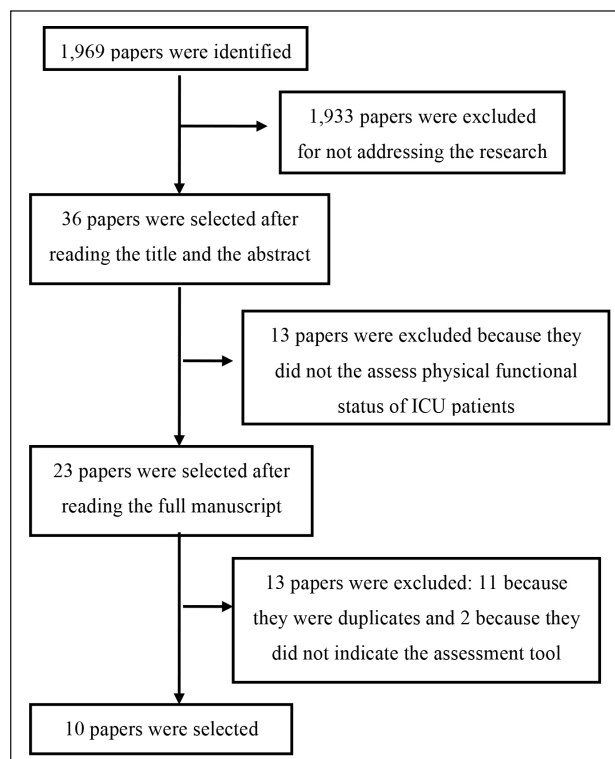 1,969 papers were identified
1,933 papers were excluded
for not addressing the research
36 papers were selected after
reading the title and the abstract
13 papers were excluded because they
did not the assess physical functional
status of ICU patients
23 papers were selected after
reading the full manuscript
13 papers were excluded: 11 because
they were duplicates and 2 because they
did not indicate the assessment tool
10 papers were selected